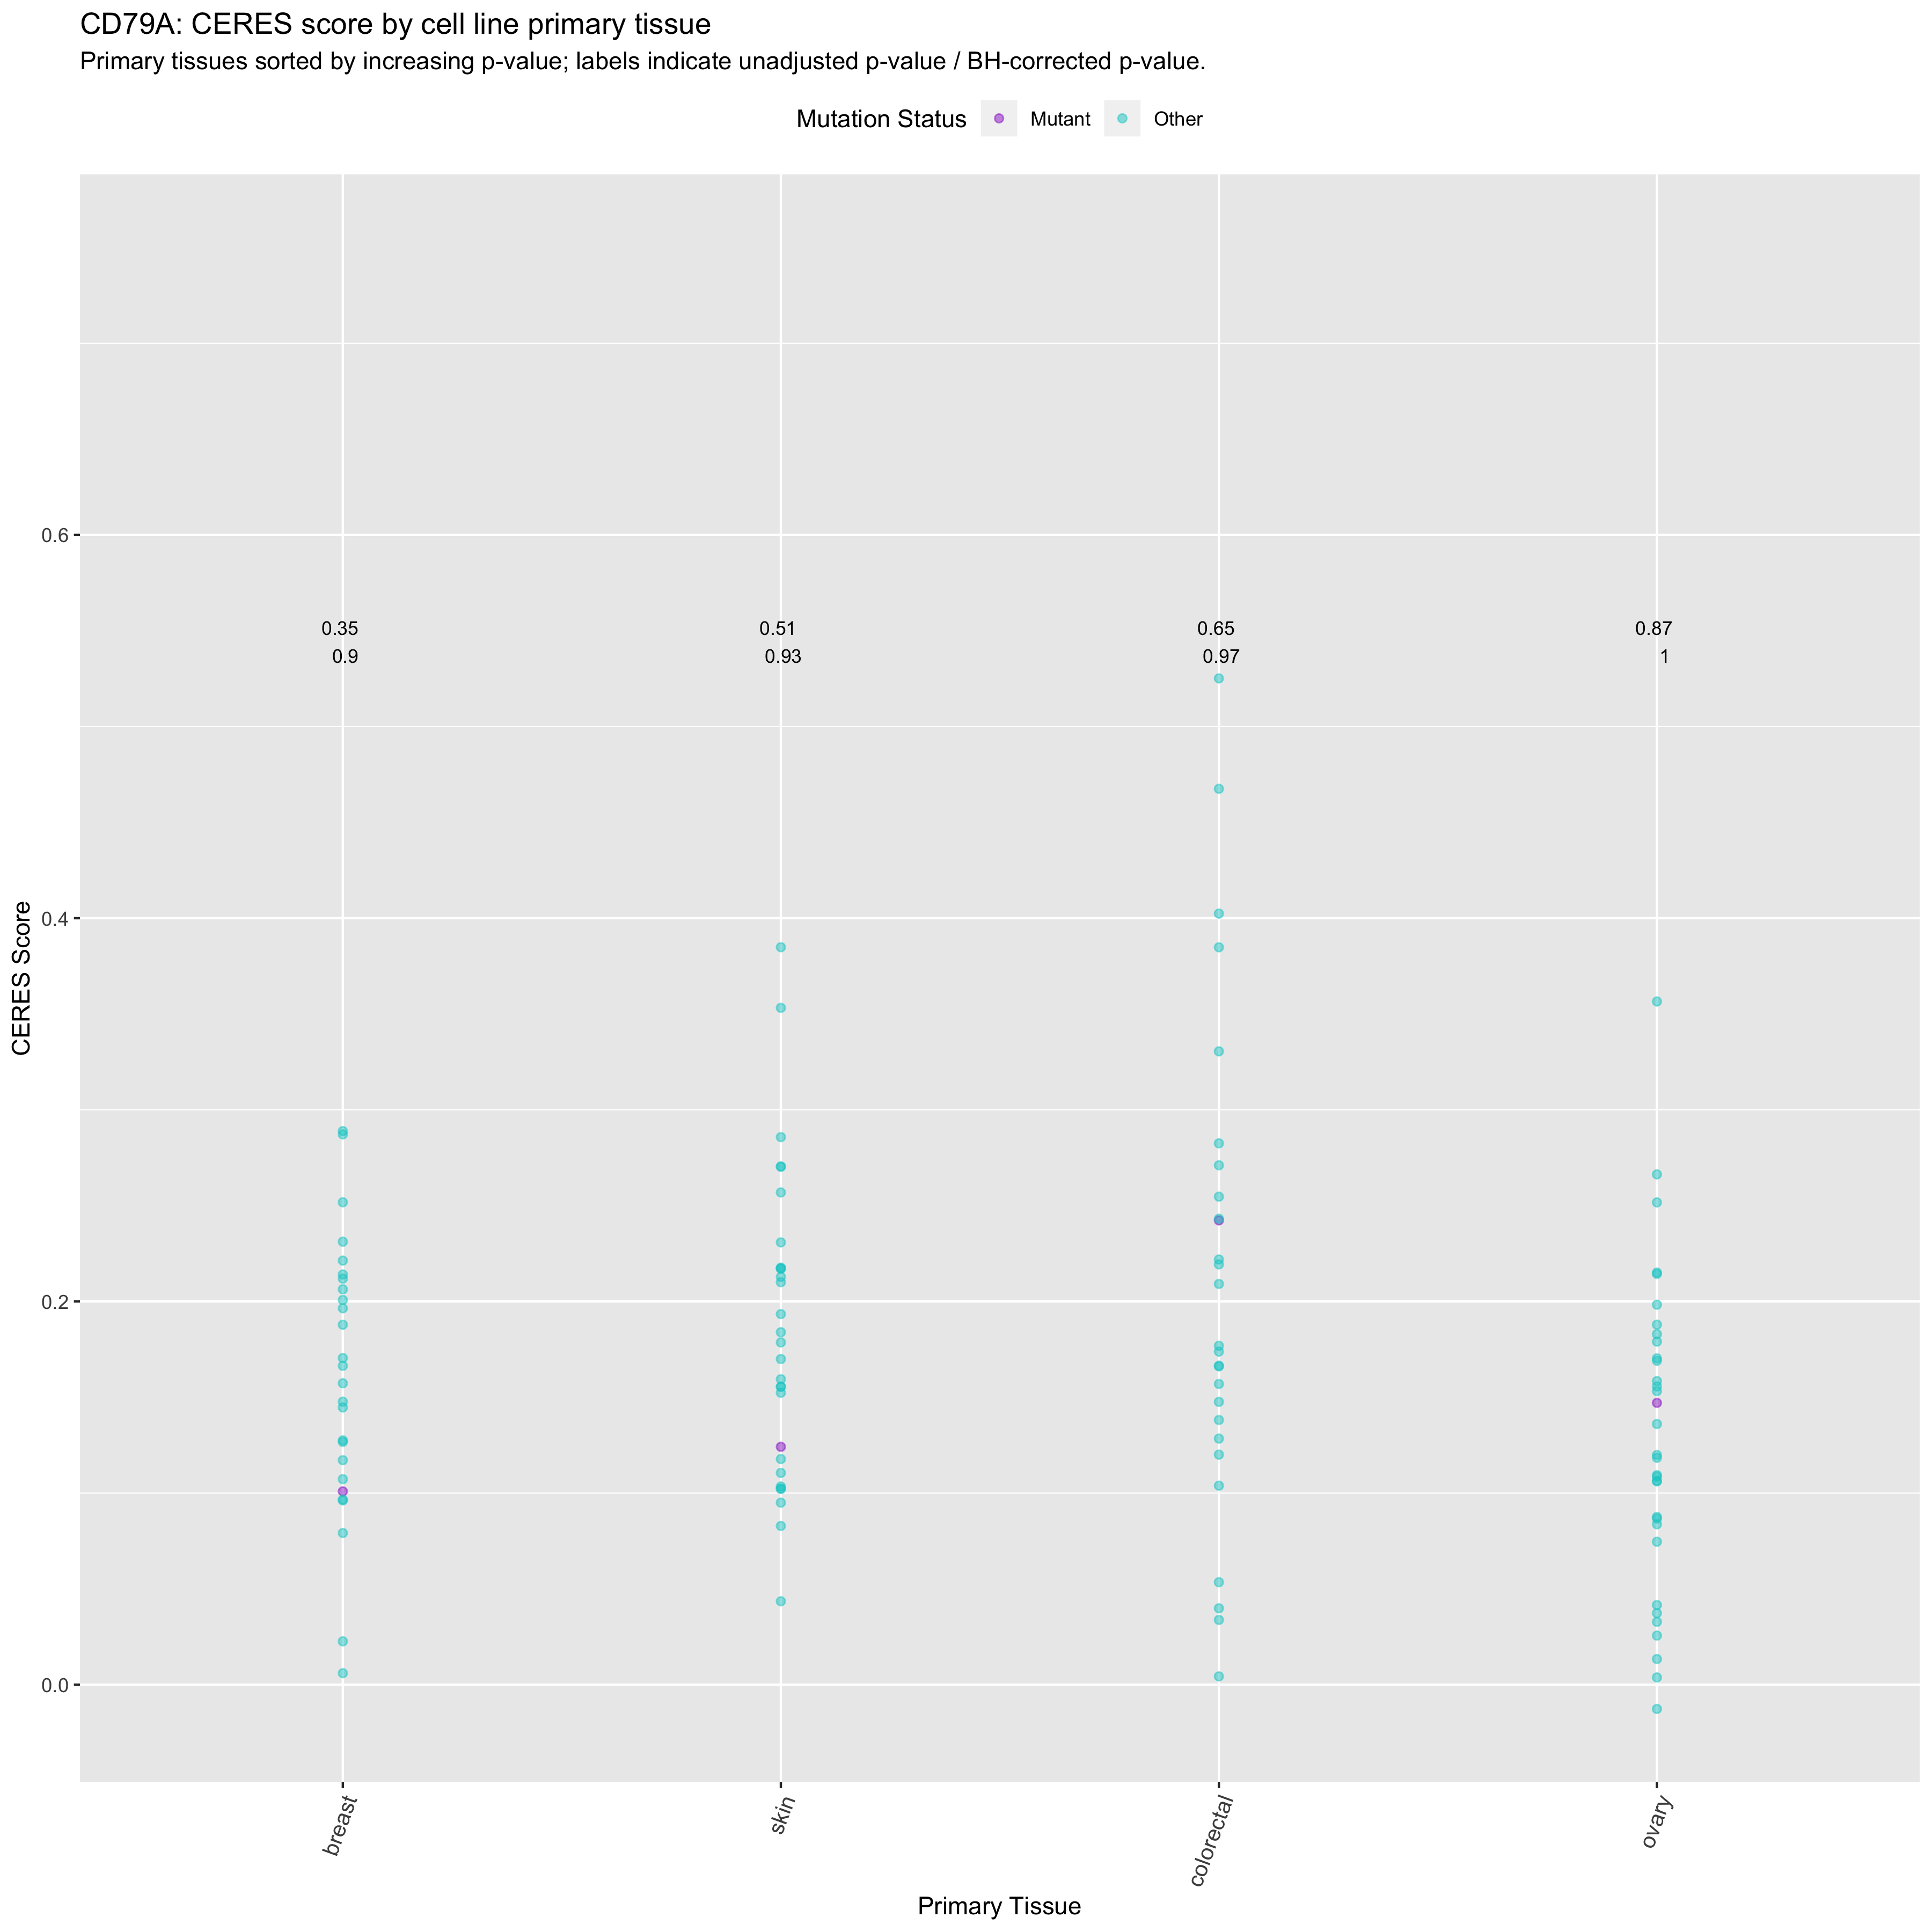 CD79A: CERES score by cell line primary tissue
Primary tissues sorted by increasing p-value; labels indicate unadjusted p-value / BH-corrected p-value.
Mutation Status Mutant Other
0.6
0.35 0.51 0.65 0.87
0.9 0.93 0.97 1
0.4
CERES Score
0.2
0.0
breast skin colorectal ovary
Primary Tissue